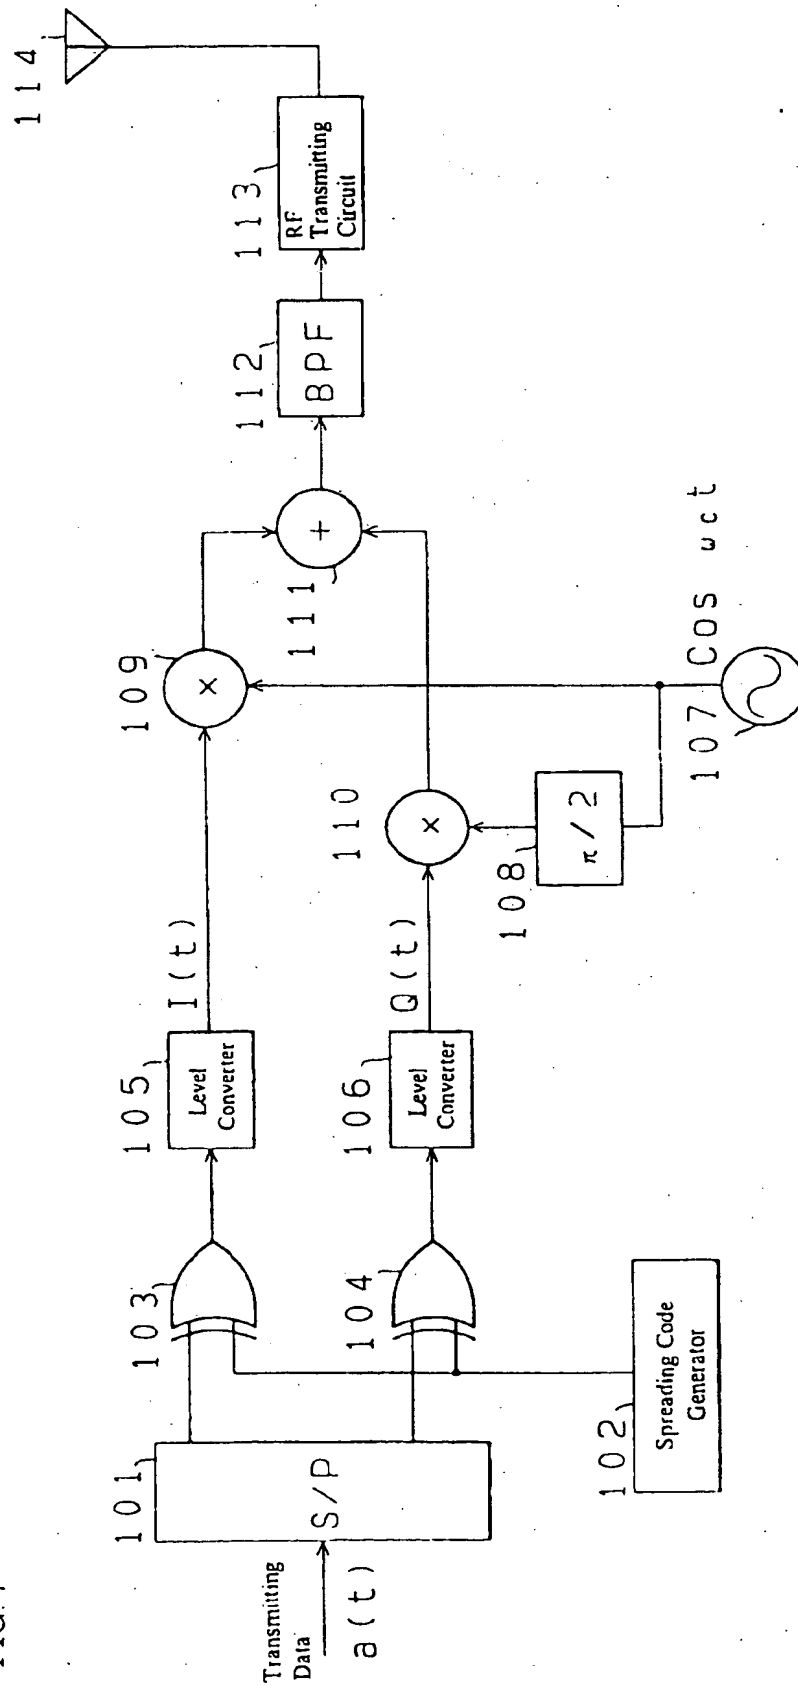 114
113
RF
Transmitting
Circuit
112
BPF
109
×
111
+
Cos ωct
107
110
×
108
π/2
I(t)
Q(t)
105
Level
Converter
106
Level
Converter
103
104
101
S/P
102
Spreading Code
Generator
Transmitting
Data
a(t)